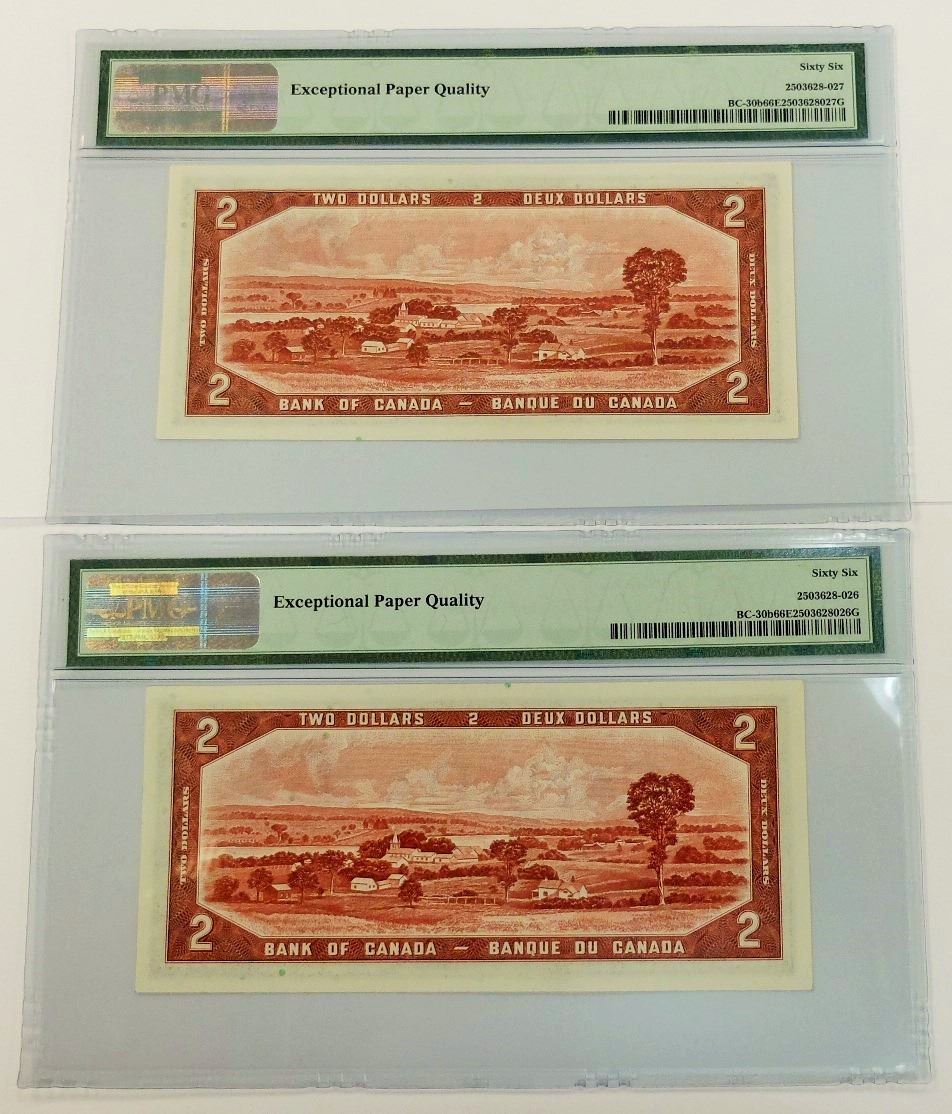 PMG
Exceptional Paper Quality
Sixty Six
2503628-027
BC-30b66E2503628027G
2 TWO DOLLARS 2 DEUX DOLLARS 2
TWO DOLLARS
DEUX DOLLARS
2 BANK OF CANADA — BANQUE DU CANADA 2
PMG
Exceptional Paper Quality
Sixty Six
2503628-026
BC-30b66E2503628026G
2 TWO DOLLARS 2 DEUX DOLLARS 2
TWO DOLLARS
DEUX DOLLARS
2 BANK OF CANADA — BANQUE DU CANADA 2